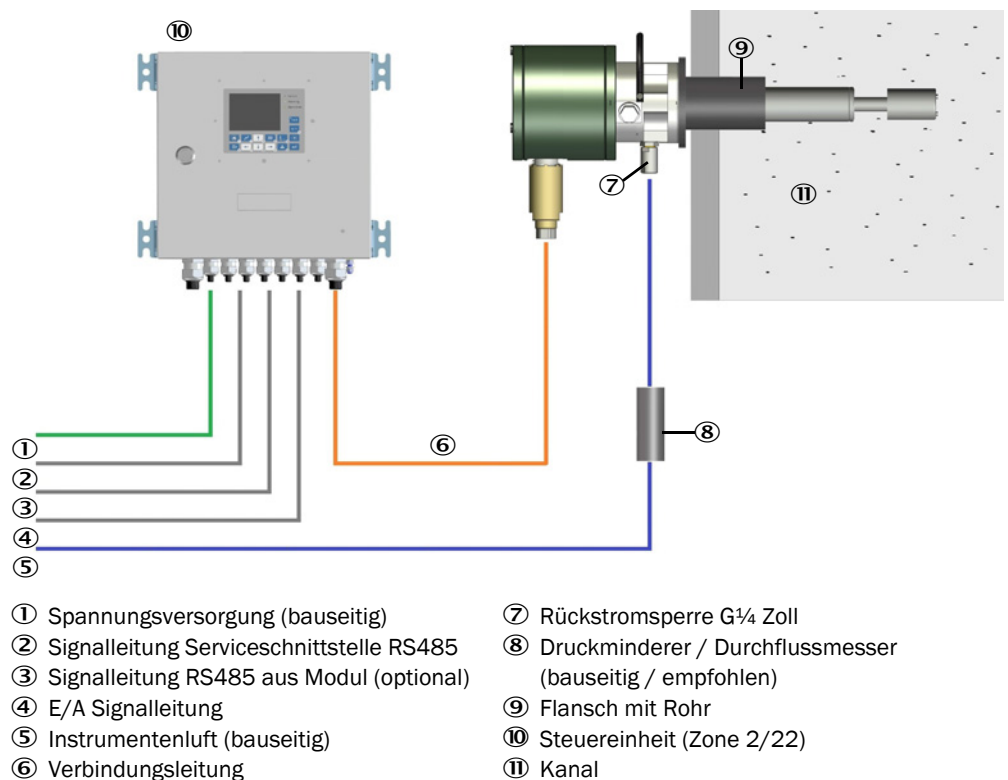 ⑩
⑨
⑦
⑪
⑧
⑥
①
②
③
④
⑤
① Spannungsversorgung (bauseitig)
② Signalleitung Serviceschnittstelle RS485
③ Signalleitung RS485 aus Modul (optional)
④ E/A Signalleitung
⑤ Instrumentenluft (bauseitig)
⑥ Verbindungsleitung
⑦ Rückstromsperre G¼ Zoll
⑧ Druckminderer / Durchflussmesser
(bauseitig / empfohlen)
⑨ Flansch mit Rohr
⑩ Steuereinheit (Zone 2/22)
⑪ Kanal